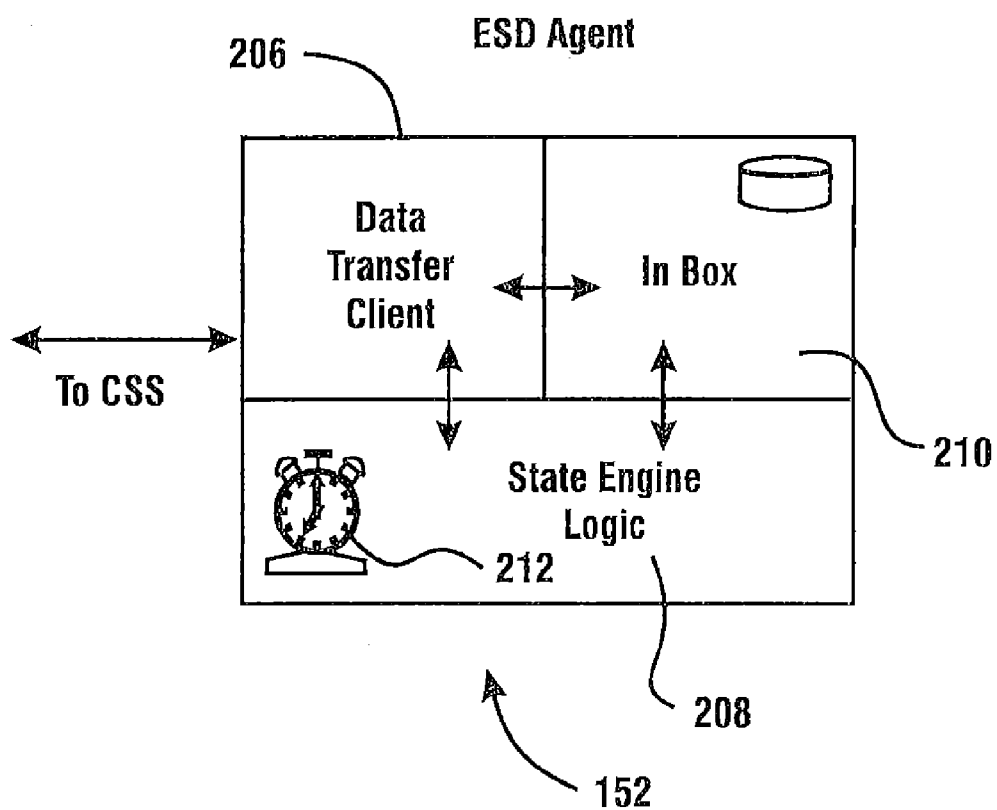 ESD Agent
206
Data
Transfer
Client
In Box
To CSS
210
State Engine
Logic
212
208
152